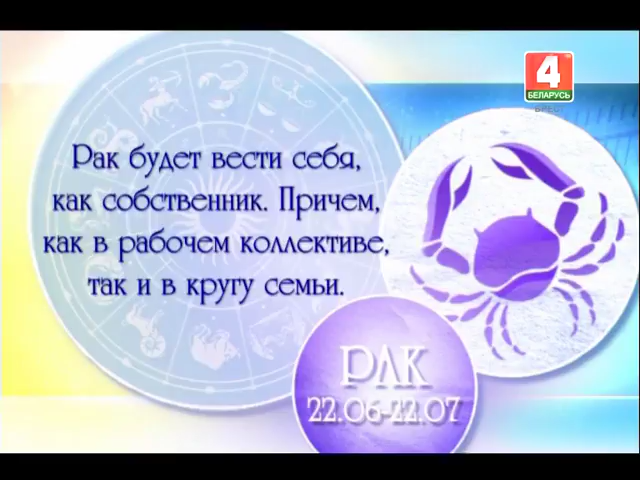 4
БЕЛАРУСЬ
БРЕСТ
Рак будет вести себя,
как собственник. Причем,
как в рабочем коллективе,
так и в кругу семьи.
РАК
22.06-22.07